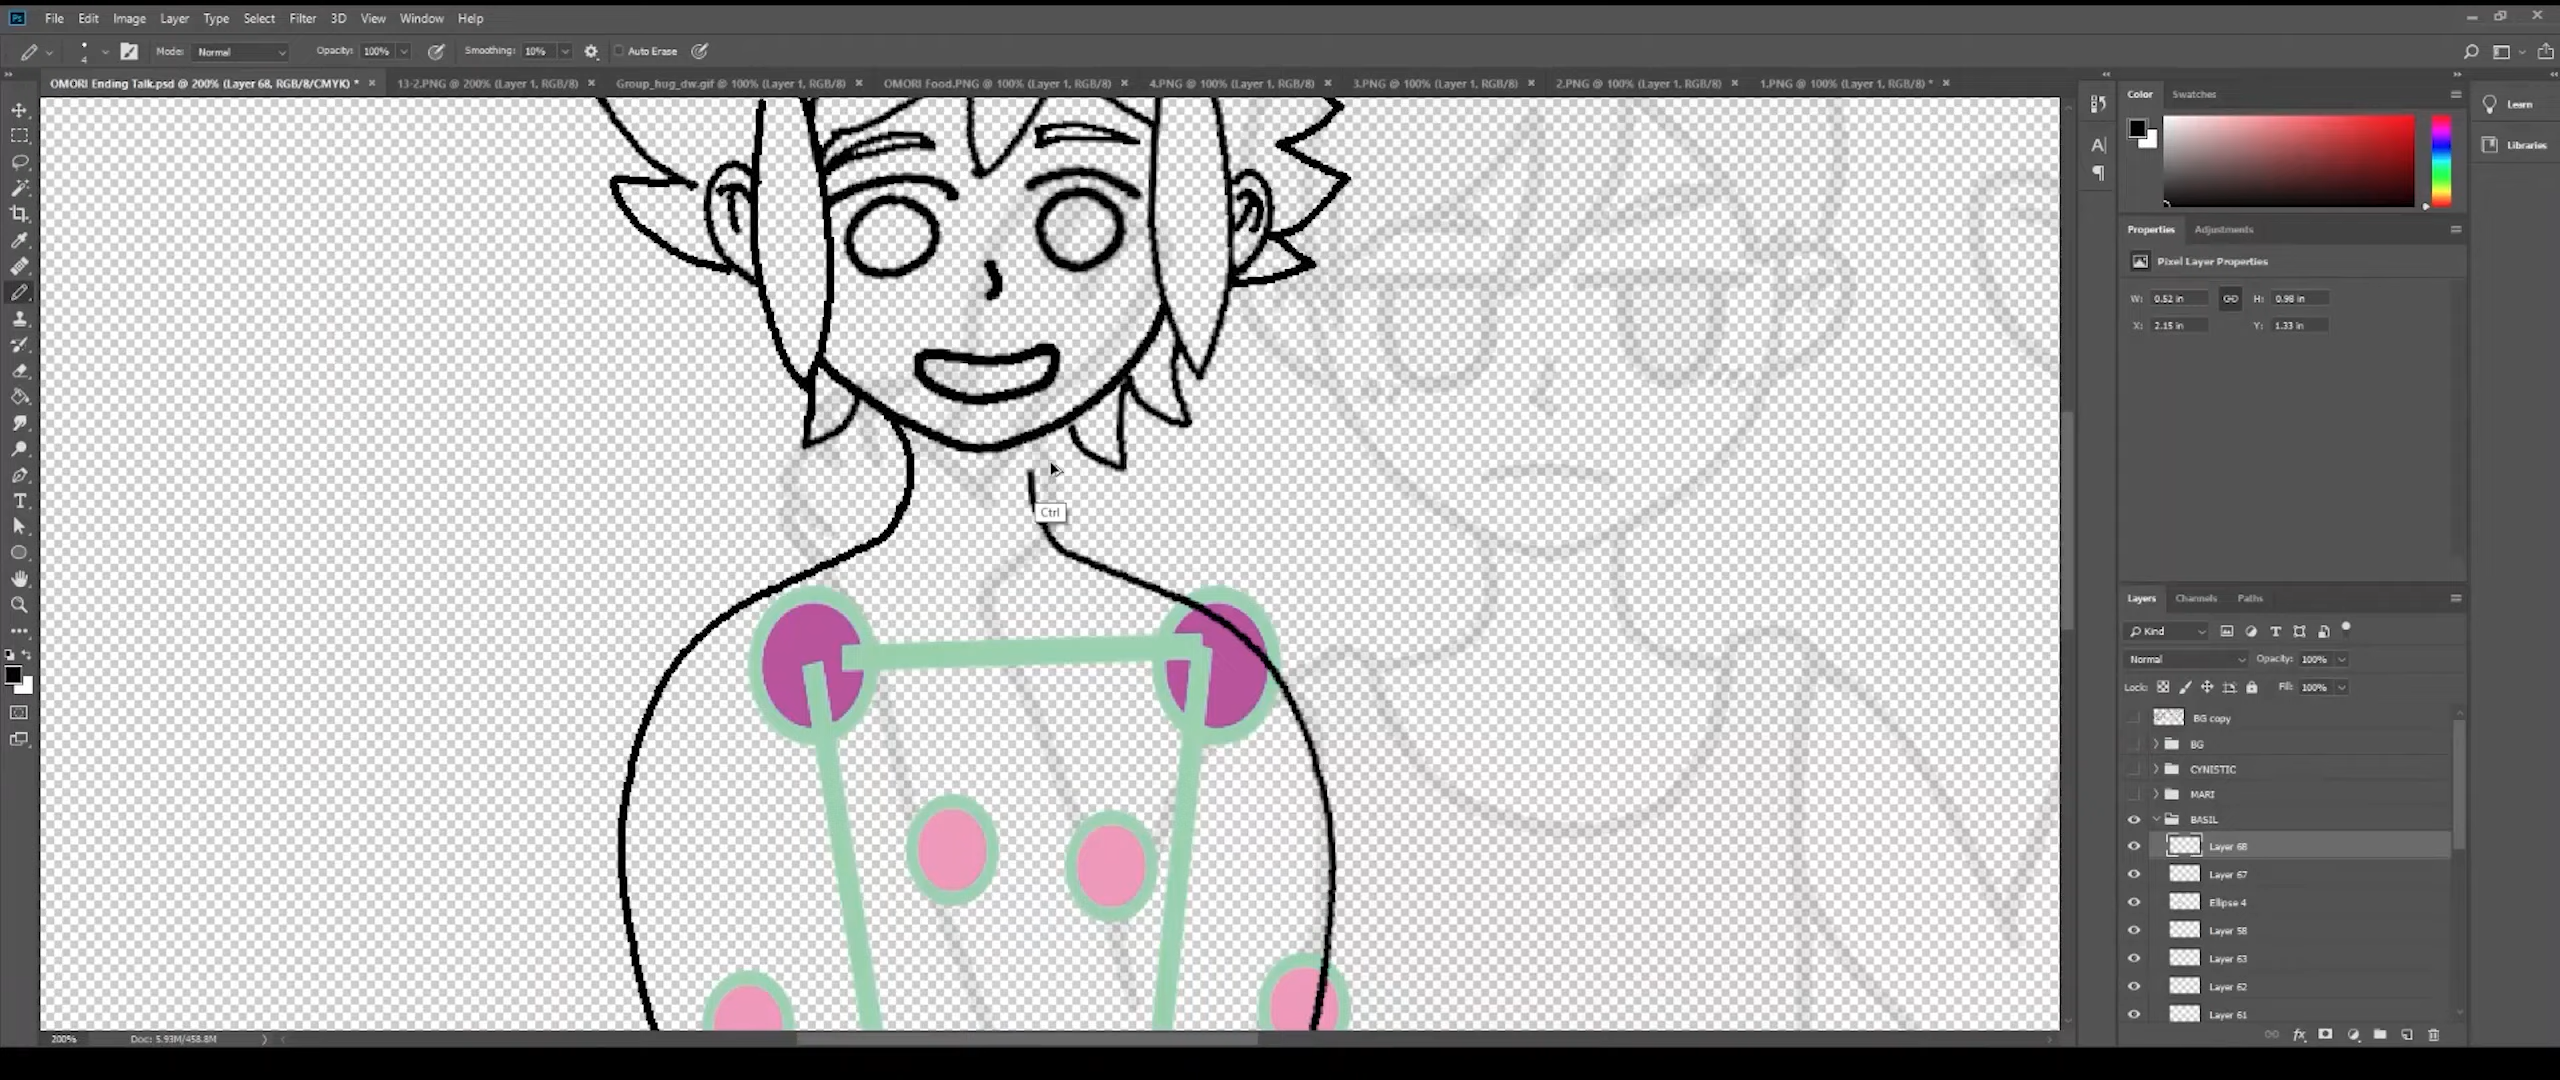 Ps File Edit Image Layer Type Select Filter 3D View Window Help
4 Mode: Normal Opacity: 100% Smoothing: 10% Auto Erase
OMORI Ending Talk.psd @ 200% (Layer 68, RGB/8/CMYK) * × 13-2.PNG @ 200% (Layer 1, RGB/8) × Group_hug_dw.gif @ 100% (Layer 1, RGB/8) × OMORI Food.PNG @ 100% (Layer 1, RGB/8) × 4.PNG @ 100% (Layer 1, RGB/8) × 3.PNG @ 100% (Layer 1, RGB/8) × 2.PNG @ 100% (Layer 1, RGB/8) × 1.PNG @ 100% (Layer 1, RGB/8) * ×
Color Swatches
Learn
Libraries
Properties Adjustments
Pixel Layer Properties
W: 0.52 in H: 0.98 in
X: 2.15 in Y: 1.33 in
Ctrl
Layers Channels Paths
Kind
Normal Opacity: 100%
Lock: Fill: 100%
BG copy
BG
CYNISTIC
MARI
BASIL
Layer 68
Layer 67
Ellipse 4
Layer 58
Layer 63
Layer 62
Layer 61
fx
200% Doc: 5.93M/458.8M